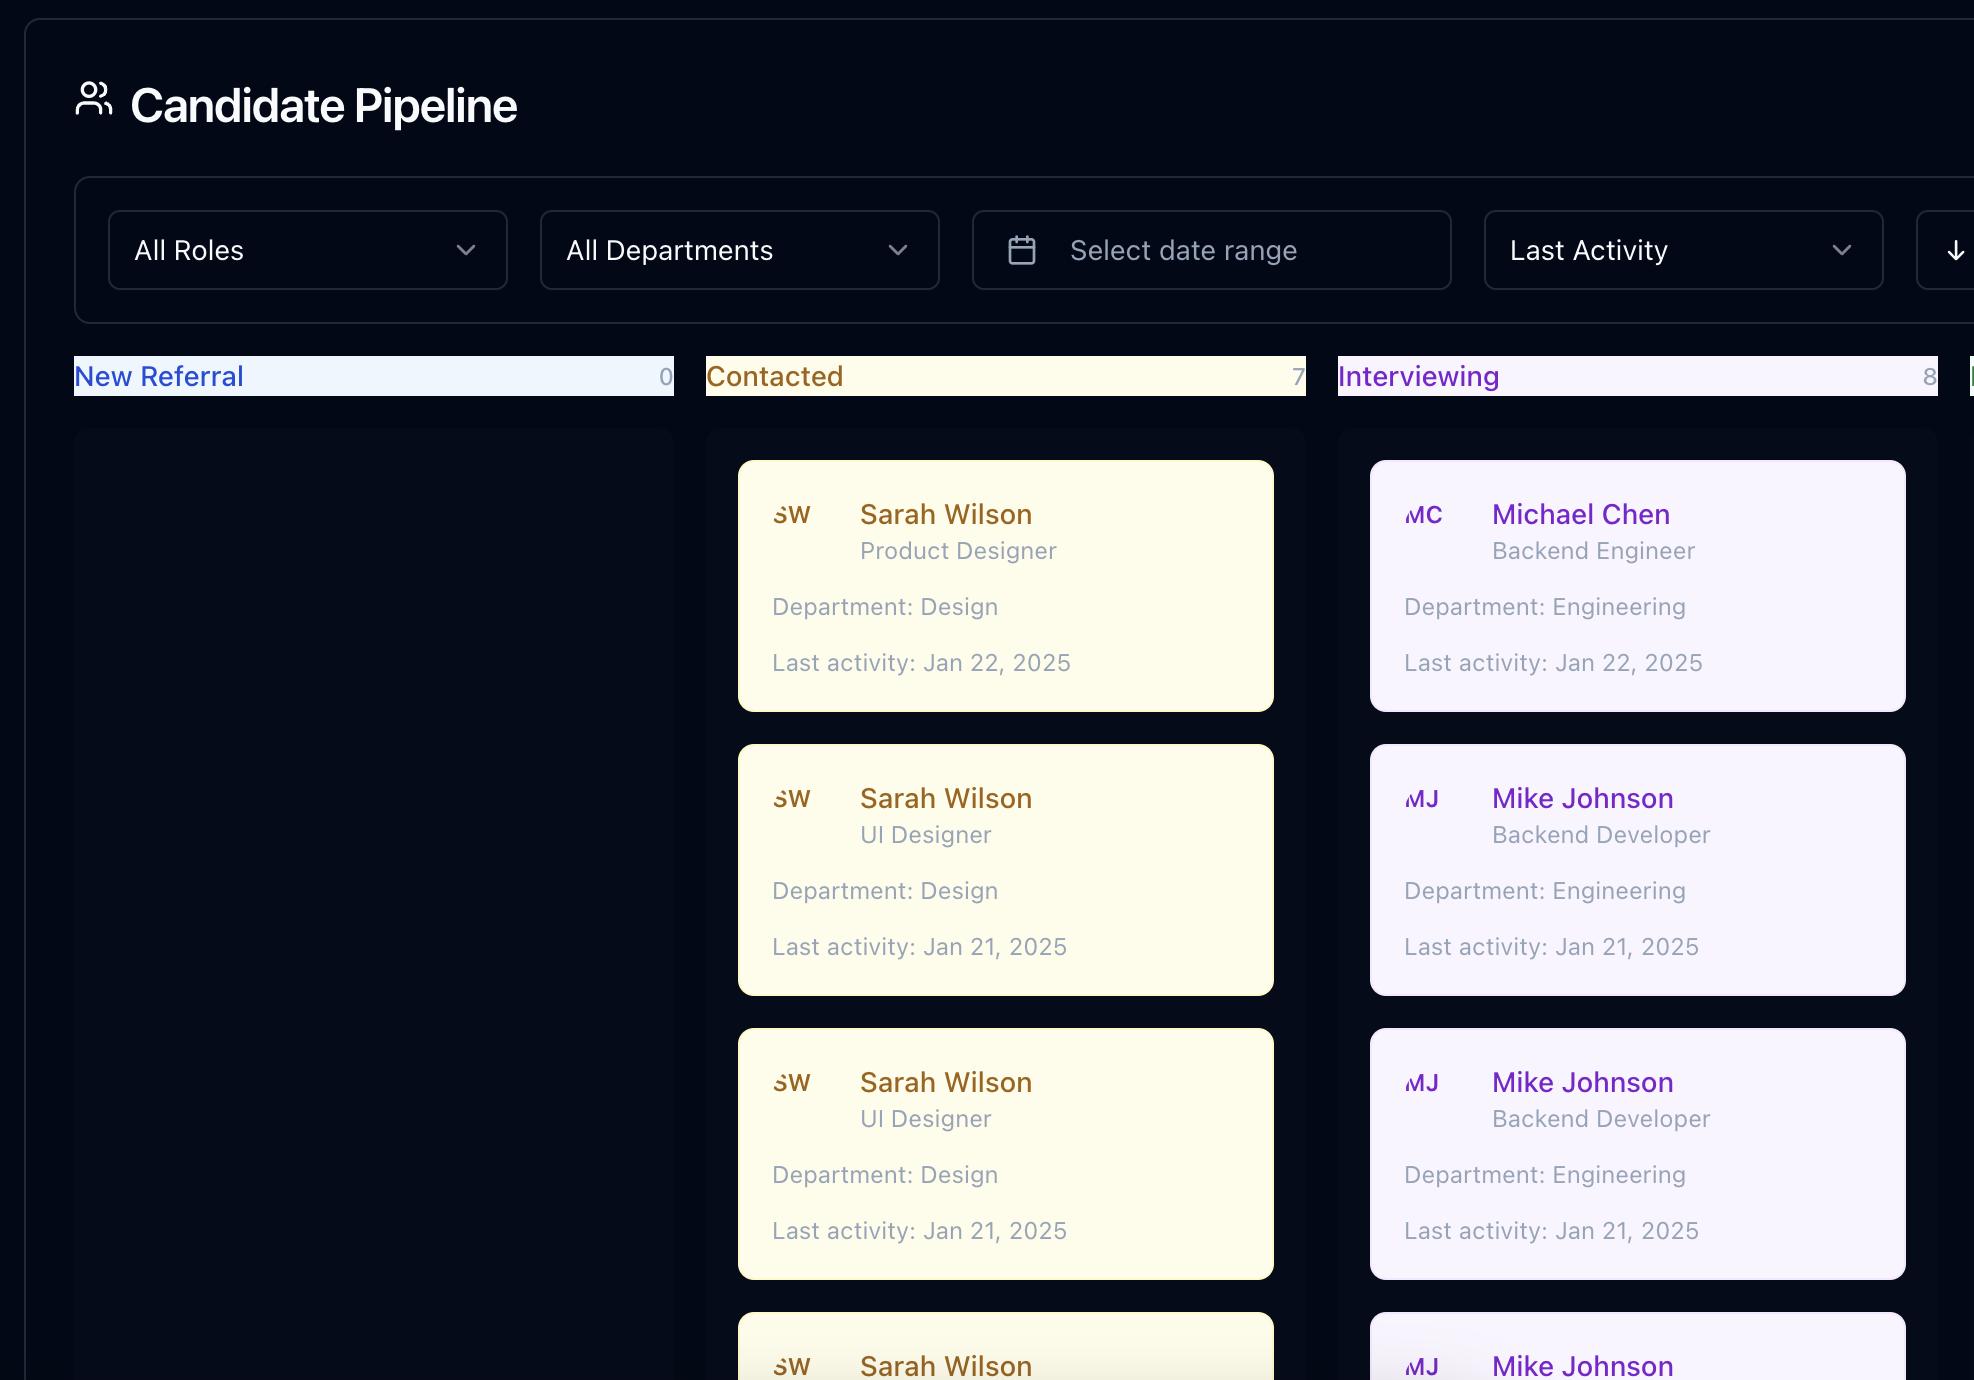 Candidate Pipeline
All Roles
All Departments
Select date range
Last Activity
New Referral 0
Contacted 7
Interviewing 8
SW Sarah Wilson
Product Designer
Department: Design
Last activity: Jan 22, 2025
SW Sarah Wilson
UI Designer
Department: Design
Last activity: Jan 21, 2025
SW Sarah Wilson
UI Designer
Department: Design
Last activity: Jan 21, 2025
SW Sarah Wilson
MC Michael Chen
Backend Engineer
Department: Engineering
Last activity: Jan 22, 2025
MJ Mike Johnson
Backend Developer
Department: Engineering
Last activity: Jan 21, 2025
MJ Mike Johnson
Backend Developer
Department: Engineering
Last activity: Jan 21, 2025
MJ Mike Johnson